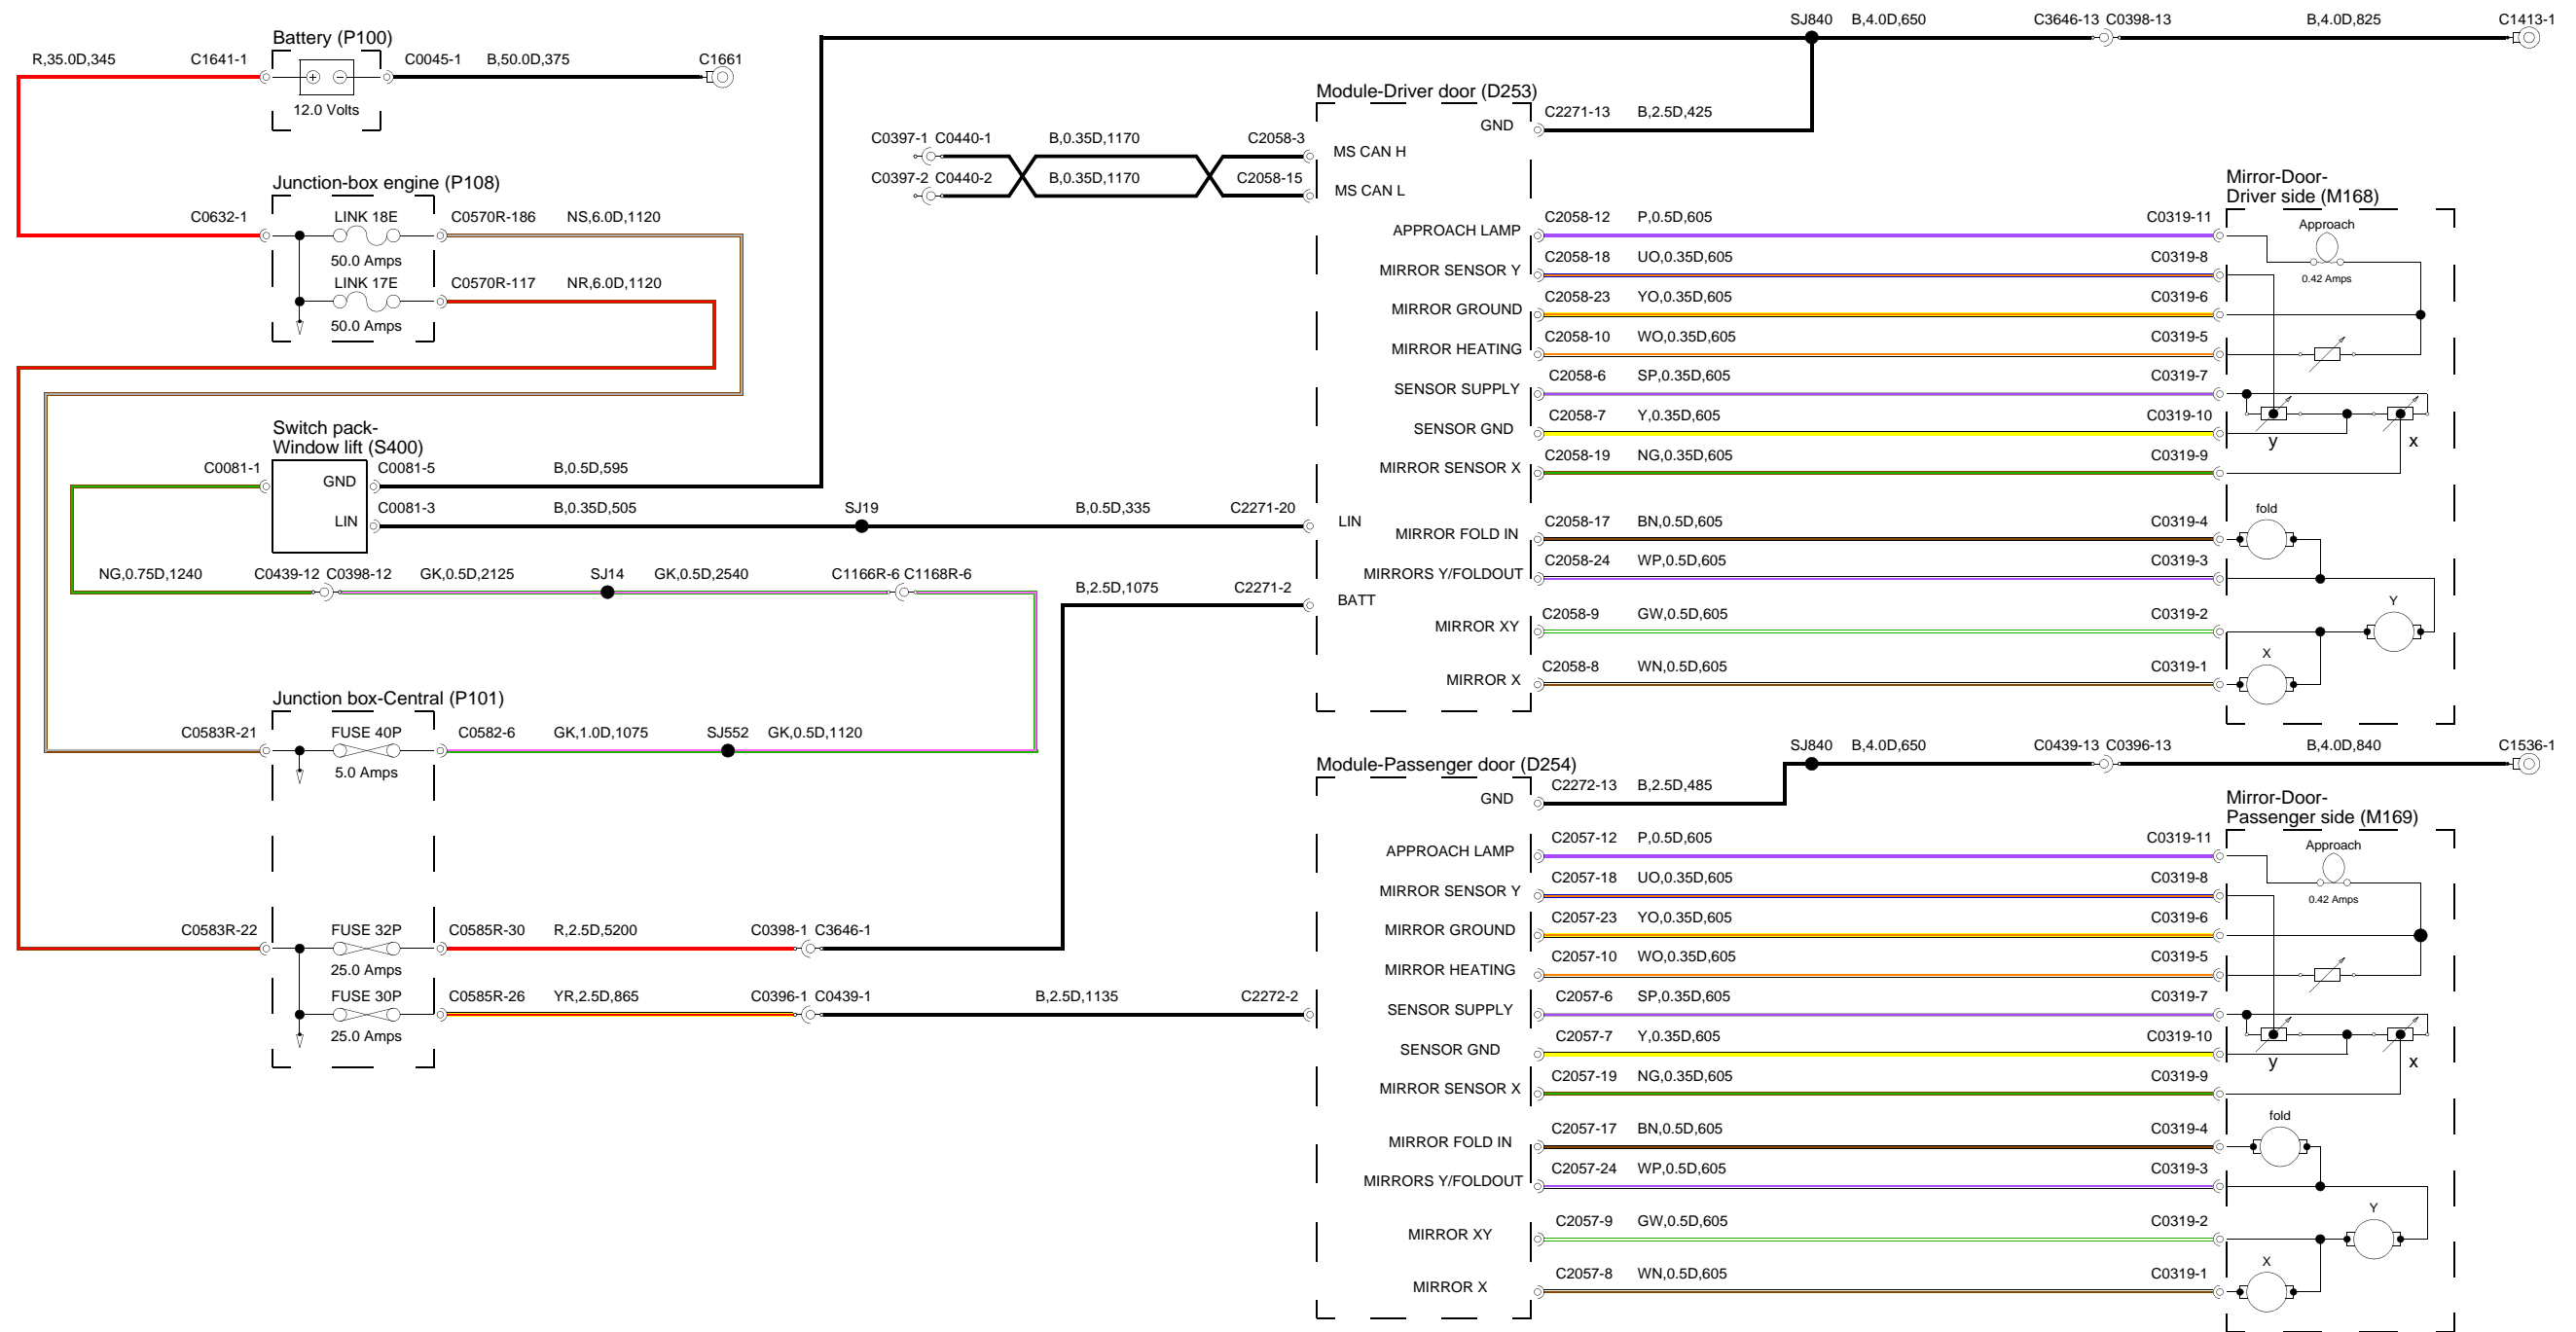 Battery (P100)
R,35.0D,345
C1641-1
C0045-1
B,50.0D,375
C1661
12.0 Volts
Junction-box engine (P108)
C0632-1
LINK 18E
C0570R-186
NS,6.0D,1120
50.0 Amps
LINK 17E
C0570R-117
NR,6.0D,1120
50.0 Amps
Switch pack-
Window lift (S400)
C0081-1
GND
C0081-5
B,0.5D,595
LIN
C0081-3
B,0.35D,505
SJ19
B,0.5D,335
C2271-20
NG,0.75D,1240
C0439-12 C0398-12
GK,0.5D,2125
SJ14
GK,0.5D,2540
C1166R-6 C1168R-6
B,2.5D,1075
C2271-2
Junction box-Central (P101)
C0583R-21
FUSE 40P
C0582-6
GK,1.0D,1075
SJ552
GK,0.5D,1120
5.0 Amps
C0583R-22
FUSE 32P
C0585R-30
R,2.5D,5200
C0398-1 C3646-1
25.0 Amps
FUSE 30P
C0585R-26
YR,2.5D,865
C0396-1 C0439-1
B,2.5D,1135
C2272-2
25.0 Amps
SJ840
B,4.0D,650
C3646-13 C0398-13
B,4.0D,825
C1413-1
Module-Driver door (D253)
GND
C2271-13
B,2.5D,425
C0397-1 C0440-1
B,0.35D,1170
C2058-3
MS CAN H
C0397-2 C0440-2
B,0.35D,1170
C2058-15
MS CAN L
Mirror-Door-
Driver side (M168)
APPROACH LAMP
C2058-12
P,0.5D,605
C0319-11
Approach
0.42 Amps
MIRROR SENSOR Y
C2058-18
UO,0.35D,605
C0319-8
MIRROR GROUND
C2058-23
YO,0.35D,605
C0319-6
MIRROR HEATING
C2058-10
WO,0.35D,605
C0319-5
SENSOR SUPPLY
C2058-6
SP,0.35D,605
C0319-7
SENSOR GND
C2058-7
Y,0.35D,605
C0319-10
y
x
MIRROR SENSOR X
C2058-19
NG,0.35D,605
C0319-9
LIN
MIRROR FOLD IN
C2058-17
BN,0.5D,605
C0319-4
fold
MIRRORS Y/FOLDOUT
C2058-24
WP,0.5D,605
C0319-3
BATT
MIRROR XY
C2058-9
GW,0.5D,605
C0319-2
Y
MIRROR X
C2058-8
WN,0.5D,605
C0319-1
X
SJ840
B,4.0D,650
C0439-13 C0396-13
B,4.0D,840
C1536-1
Module-Passenger door (D254)
GND
C2272-13
B,2.5D,485
Mirror-Door-
Passenger side (M169)
APPROACH LAMP
C2057-12
P,0.5D,605
C0319-11
Approach
0.42 Amps
MIRROR SENSOR Y
C2057-18
UO,0.35D,605
C0319-8
MIRROR GROUND
C2057-23
YO,0.35D,605
C0319-6
MIRROR HEATING
C2057-10
WO,0.35D,605
C0319-5
SENSOR SUPPLY
C2057-6
SP,0.35D,605
C0319-7
SENSOR GND
C2057-7
Y,0.35D,605
C0319-10
y
x
MIRROR SENSOR X
C2057-19
NG,0.35D,605
C0319-9
MIRROR FOLD IN
C2057-17
BN,0.5D,605
C0319-4
fold
MIRRORS Y/FOLDOUT
C2057-24
WP,0.5D,605
C0319-3
MIRROR XY
C2057-9
GW,0.5D,605
C0319-2
Y
MIRROR X
C2057-8
WN,0.5D,605
C0319-1
X